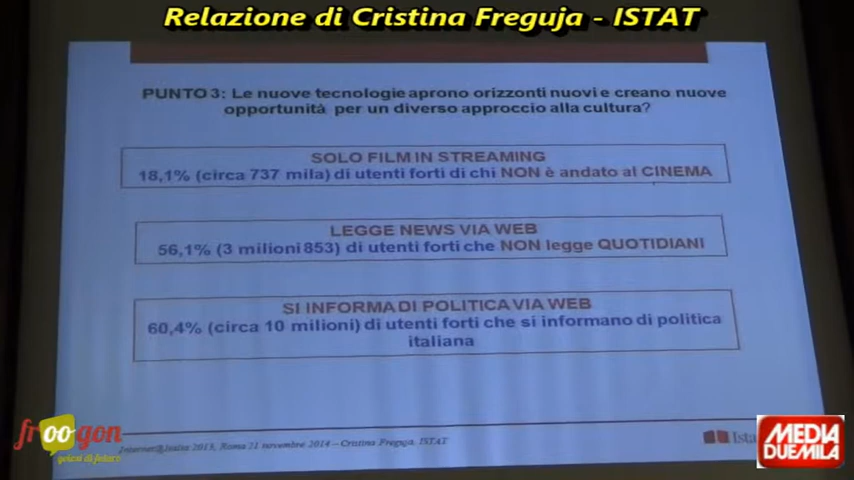 Relazione di Cristina Freguja - ISTAT
PUNTO 3: Le nuove tecnologie aprono orizzonti nuovi e creano nuove
opportunità per un diverso approccio alla cultura?
SOLO FILM IN STREAMING
18,1% (circa 737 mila) di utenti forti di chi NON è andato al CINEMA
LEGGE NEWS VIA WEB
56,1% (3 milioni 853) di utenti forti che NON legge QUOTIDIANI
SI INFORMA DI POLITICA VIA WEB
60,4% (circa 10 milioni) di utenti forti che si informano di politica
italiana
Internet@Italia 2013, Roma 21 novembre 2014 – Cristina Freguja, ISTAT
Ista
froogon
MEDIA
DUEMILA